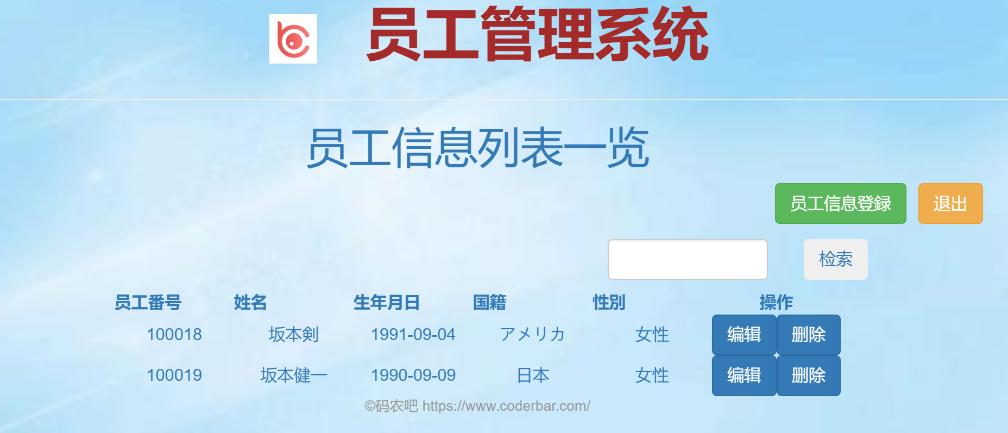 员工管理系统
员工信息列表一览
员工信息登録 退出
检索
员工番号 姓名 生年月日 国籍 性別 操作
100018 坂本剣 1991-09-04 アメリカ 女性 编辑 删除
100019 坂本健一 1990-09-09 日本 女性 编辑 删除
©码农吧 https://www.coderbar.com/